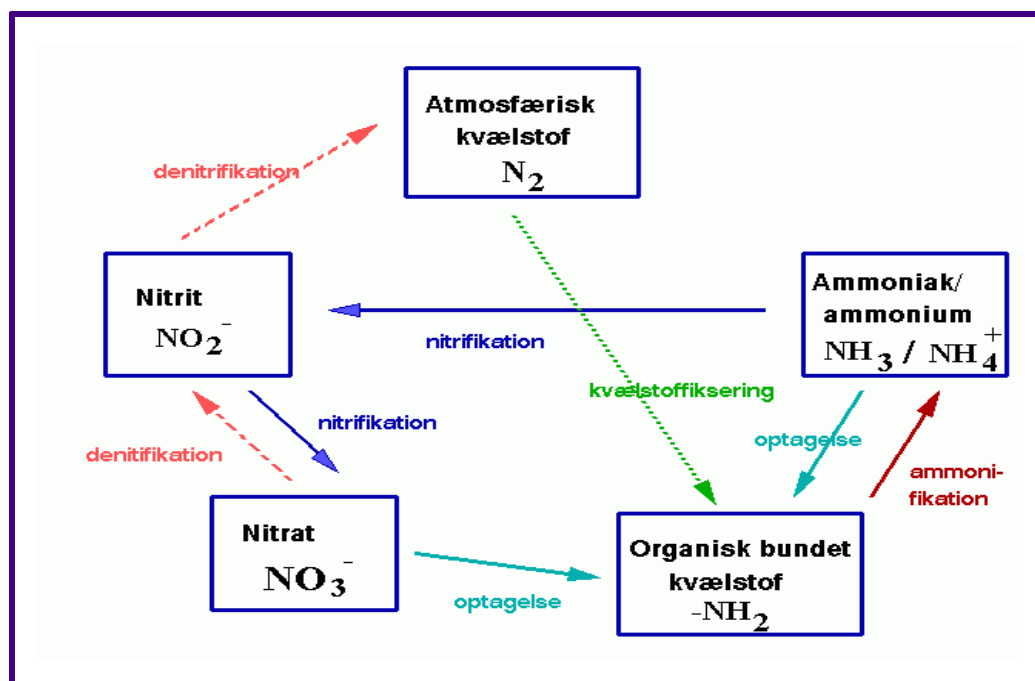 Atmosfærisk
kvælstof
N₂
denitrifikation
Nitrit
NO₂⁻
Ammoniak/
ammonium
NH₃ / NH₄⁺
nitrifikation
kvælstoffiksering
nitrifikation
optagelse
denitifikation
ammoni-
fikation
Nitrat
NO₃⁻
Organisk bundet
kvælstof
-NH₂
optagelse